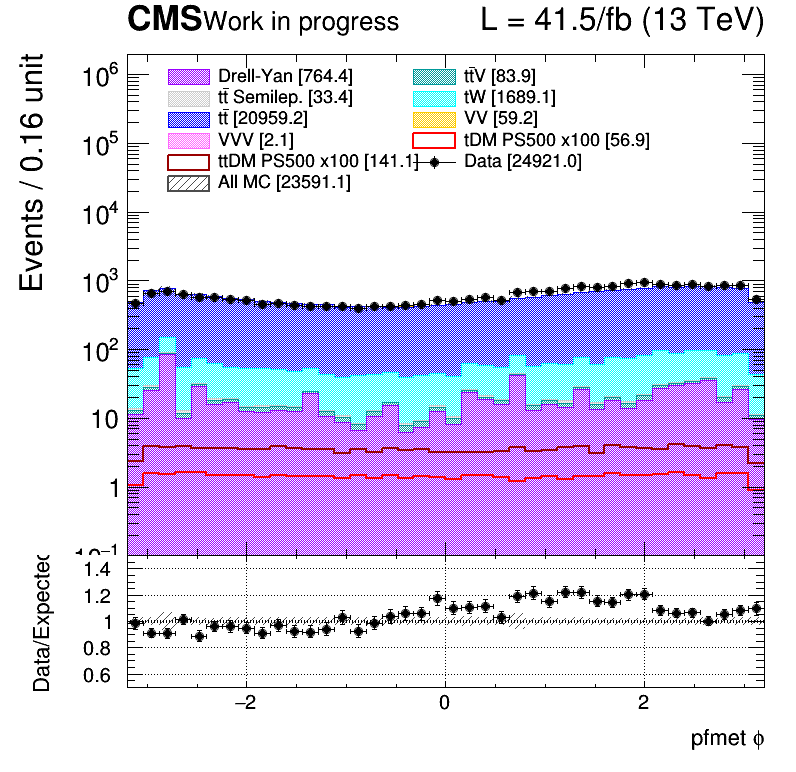 CMS Work in progress L = 41.5/fb (13 TeV)
Events / 0.16 unit
Drell-Yan [764.4] tt̄V [83.9]
tt̄ Semilep. [33.4] tW [1689.1]
tt̄ [20959.2] VV [59.2]
VVV [2.1] tDM PS500 x100 [56.9]
ttDM PS500 x100 [141.1] Data [24921.0]
All MC [23591.1]
10⁶
10⁵
10⁴
10³
10²
10
1
10⁻¹
Data/Expected
1.4
1.2
1
0.8
0.6
−2 0 2
pfmet ϕ